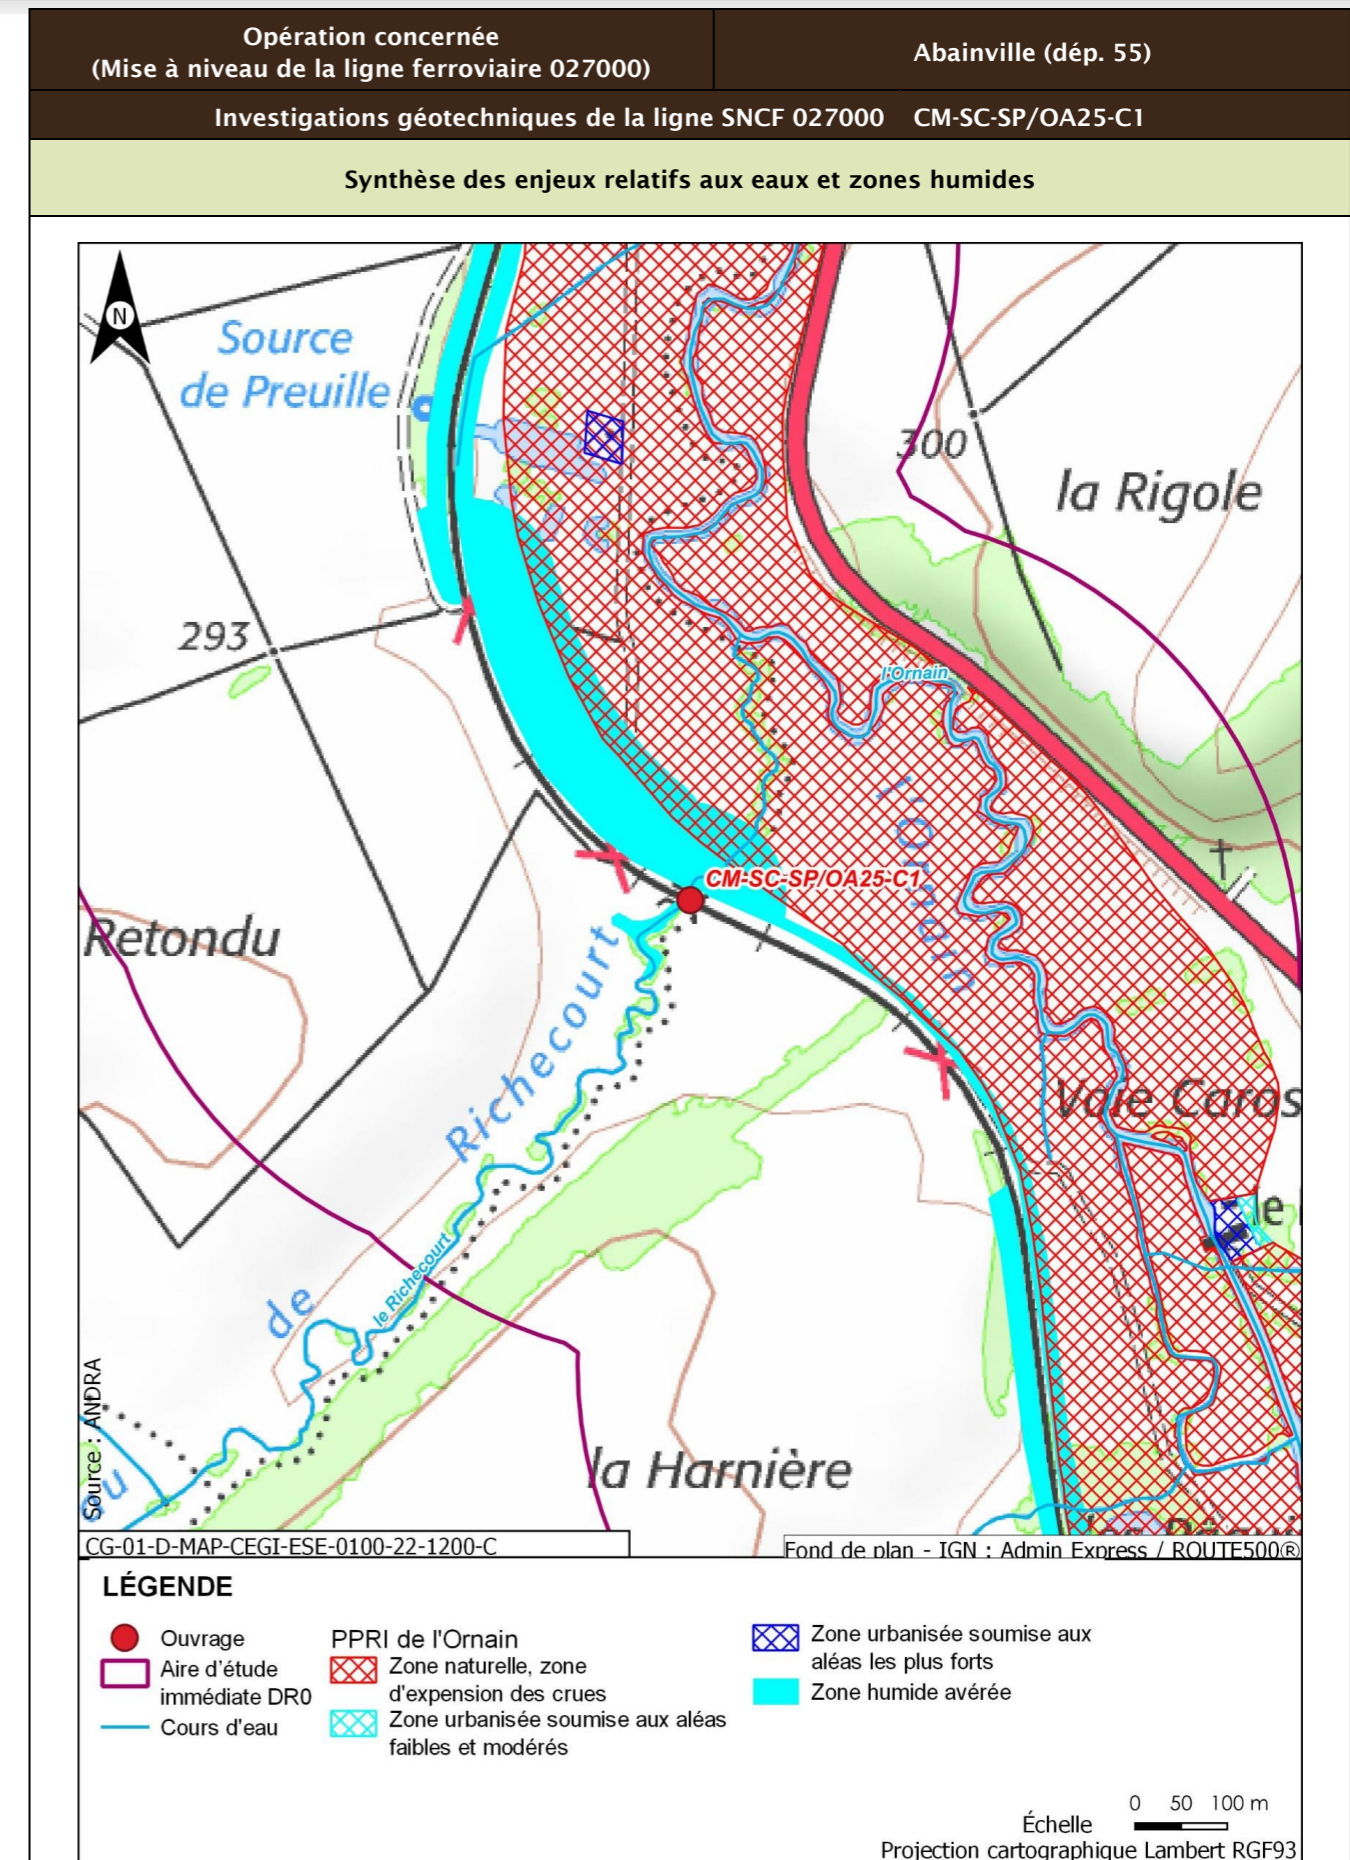 Opération concernée
(Mise à niveau de la ligne ferroviaire 027000)
Abainville (dép. 55)
Investigations géotechniques de la ligne SNCF 027000 CM-SC-SP/OA25-C1
Synthèse des enjeux relatifs aux eaux et zones humides
N
Source
de Preuille
300
la Rigole
293
l'Ornain
l'Ornain
CM-SC-SP/OA25-C1
Retondu
Richecourt
Voie Caros
le
de
le Richecourt
la Harnière
Source : ANDRA
CG-01-D-MAP-CEGI-ESE-0100-22-1200-C
Fond de plan - IGN : Admin Express / ROUTE500®
LÉGENDE
Ouvrage
Aire d'étude
immédiate DR0
Cours d'eau
PPRI de l'Ornain
Zone naturelle, zone
d'expension des crues
Zone urbanisée soumise aux aléas
faibles et modérés
Zone urbanisée soumise aux
aléas les plus forts
Zone humide avérée
0 50 100 m
Échelle
Projection cartographique Lambert RGF93